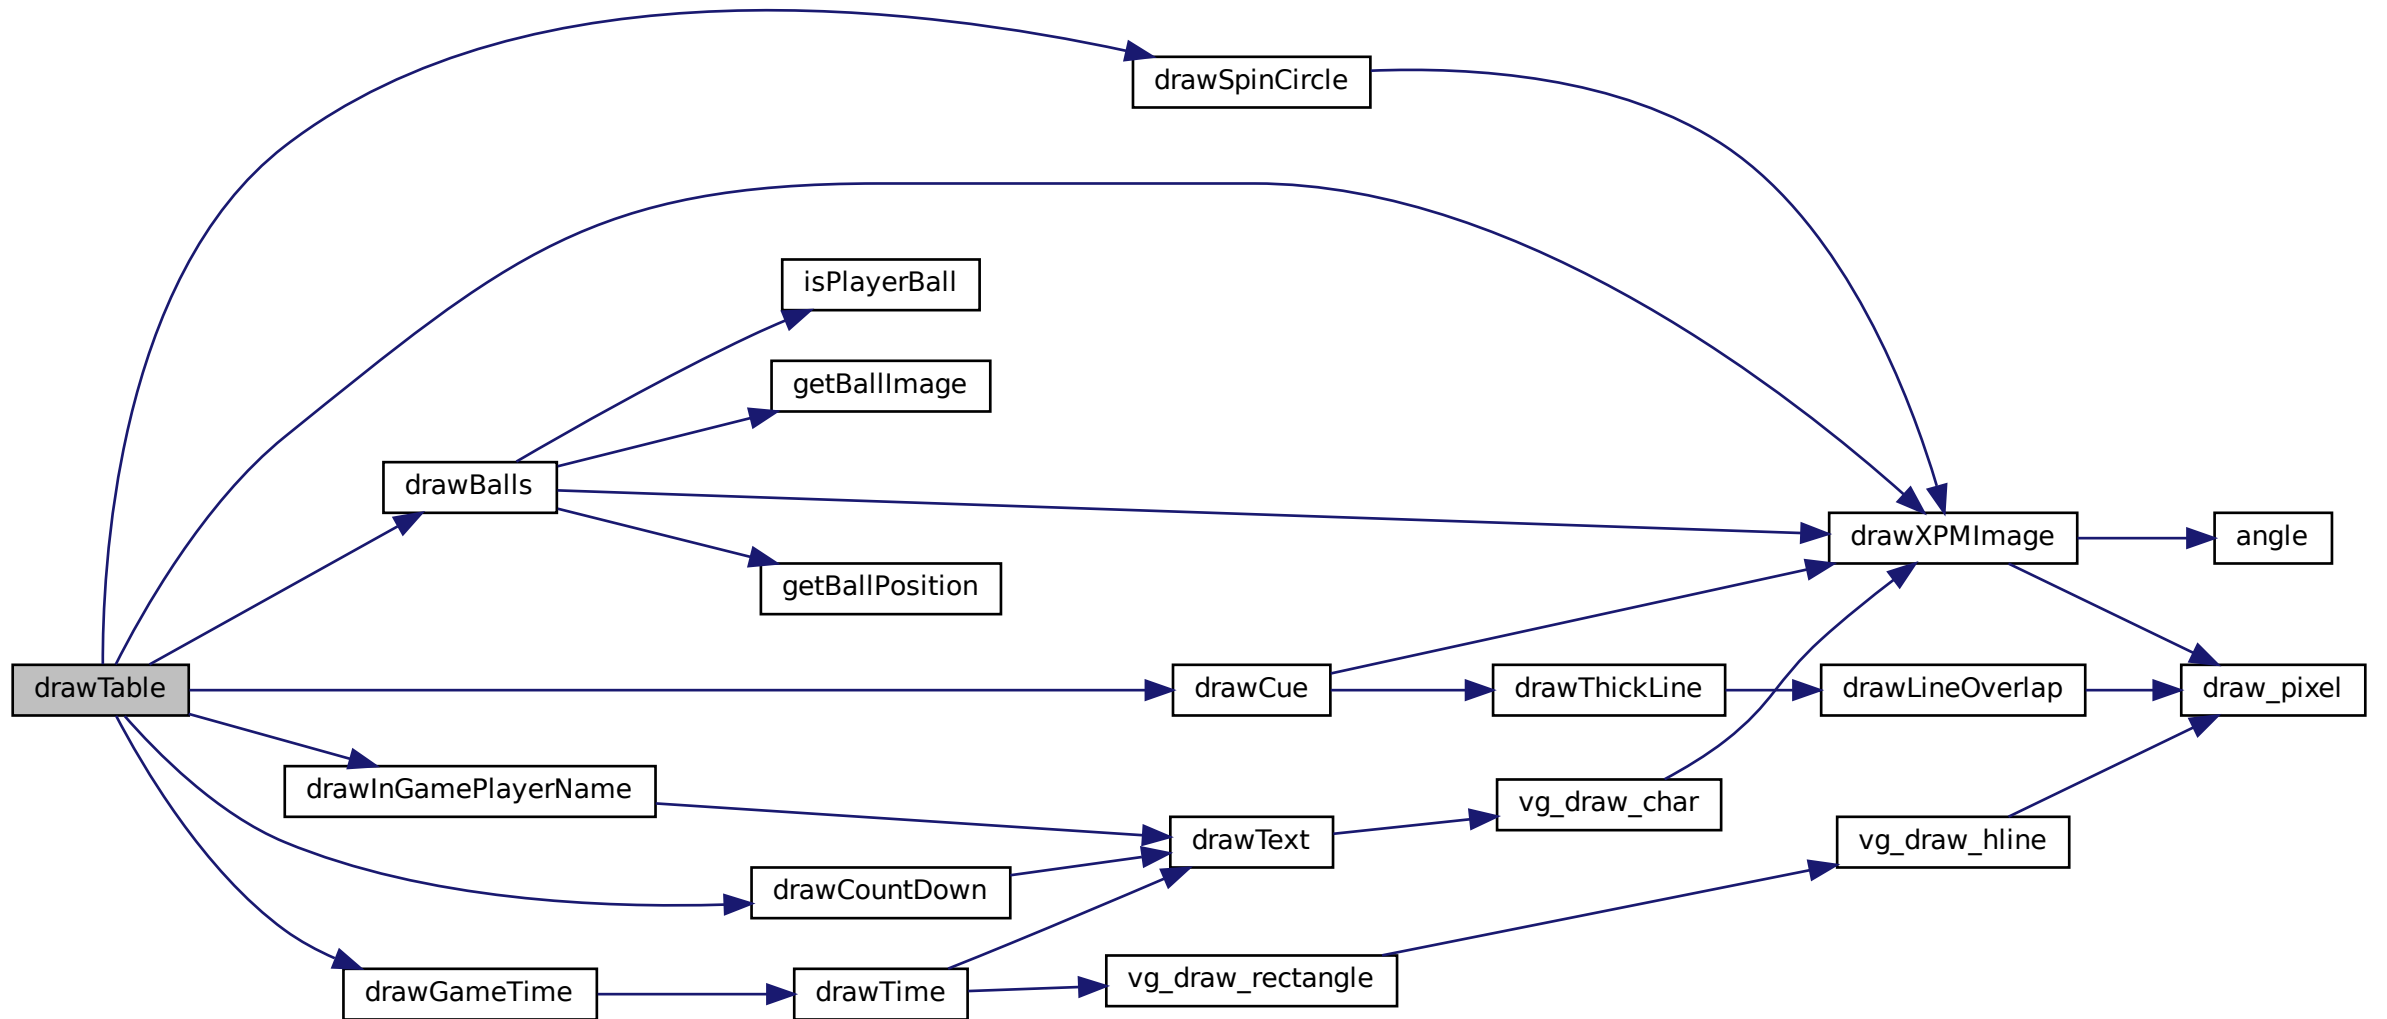 drawSpinCircle
isPlayerBall
getBallImage
drawBalls
drawXPMImage
angle
getBallPosition
drawTable
drawCue
drawThickLine
drawLineOverlap
draw_pixel
drawInGamePlayerName
vg_draw_char
drawText
vg_draw_hline
drawCountDown
vg_draw_rectangle
drawGameTime
drawTime